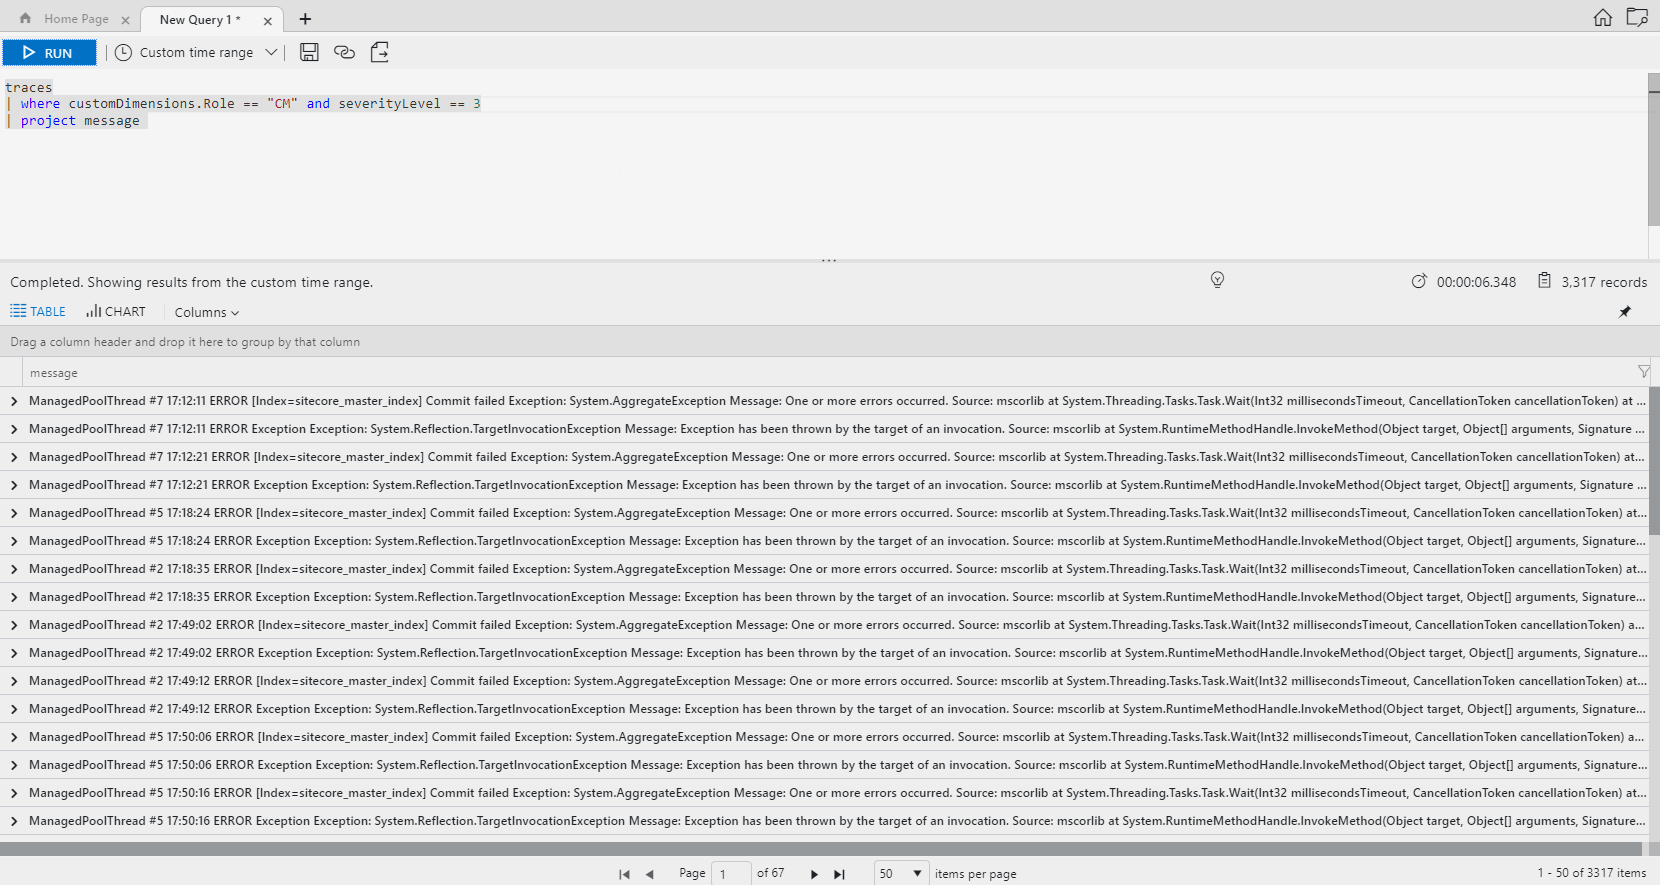 Home Page
New Query 1 *
RUN
Custom time range
traces
| where customDimensions.Role == "CM" and severityLevel == 3
| project message
Completed. Showing results from the custom time range.
00:00:06.348
3,317 records
TABLE
CHART
Columns
Drag a column header and drop it here to group by that column
message
ManagedPoolThread #7 17:12:11 ERROR [Index=sitecore_master_index] Commit failed Exception: System.AggregateException Message: One or more errors occurred. Source: mscorlib at System.Threading.Tasks.Task.Wait(Int32 millisecondsTimeout, CancellationToken cancellationToken) at ...
ManagedPoolThread #7 17:12:11 ERROR Exception Exception: System.Reflection.TargetInvocationException Message: Exception has been thrown by the target of an invocation. Source: mscorlib at System.RuntimeMethodHandle.InvokeMethod(Object target, Object[] arguments, Signature ...
ManagedPoolThread #7 17:12:21 ERROR [Index=sitecore_master_index] Commit failed Exception: System.AggregateException Message: One or more errors occurred. Source: mscorlib at System.Threading.Tasks.Task.Wait(Int32 millisecondsTimeout, CancellationToken cancellationToken) at...
ManagedPoolThread #7 17:12:21 ERROR Exception Exception: System.Reflection.TargetInvocationException Message: Exception has been thrown by the target of an invocation. Source: mscorlib at System.RuntimeMethodHandle.InvokeMethod(Object target, Object[] arguments, Signature ...
ManagedPoolThread #5 17:18:24 ERROR [Index=sitecore_master_index] Commit failed Exception: System.AggregateException Message: One or more errors occurred. Source: mscorlib at System.Threading.Tasks.Task.Wait(Int32 millisecondsTimeout, CancellationToken cancellationToken) at...
ManagedPoolThread #5 17:18:24 ERROR Exception Exception: System.Reflection.TargetInvocationException Message: Exception has been thrown by the target of an invocation. Source: mscorlib at System.RuntimeMethodHandle.InvokeMethod(Object target, Object[] arguments, Signature...
ManagedPoolThread #2 17:18:35 ERROR [Index=sitecore_master_index] Commit failed Exception: System.AggregateException Message: One or more errors occurred. Source: mscorlib at System.Threading.Tasks.Task.Wait(Int32 millisecondsTimeout, CancellationToken cancellationToken) at...
ManagedPoolThread #2 17:18:35 ERROR Exception Exception: System.Reflection.TargetInvocationException Message: Exception has been thrown by the target of an invocation. Source: mscorlib at System.RuntimeMethodHandle.InvokeMethod(Object target, Object[] arguments, Signature...
ManagedPoolThread #2 17:49:02 ERROR [Index=sitecore_master_index] Commit failed Exception: System.AggregateException Message: One or more errors occurred. Source: mscorlib at System.Threading.Tasks.Task.Wait(Int32 millisecondsTimeout, CancellationToken cancellationToken) a...
ManagedPoolThread #2 17:49:02 ERROR Exception Exception: System.Reflection.TargetInvocationException Message: Exception has been thrown by the target of an invocation. Source: mscorlib at System.RuntimeMethodHandle.InvokeMethod(Object target, Object[] arguments, Signature...
ManagedPoolThread #2 17:49:12 ERROR [Index=sitecore_master_index] Commit failed Exception: System.AggregateException Message: One or more errors occurred. Source: mscorlib at System.Threading.Tasks.Task.Wait(Int32 millisecondsTimeout, CancellationToken cancellationToken) at...
ManagedPoolThread #2 17:49:12 ERROR Exception Exception: System.Reflection.TargetInvocationException Message: Exception has been thrown by the target of an invocation. Source: mscorlib at System.RuntimeMethodHandle.InvokeMethod(Object target, Object[] arguments, Signature...
ManagedPoolThread #5 17:50:06 ERROR [Index=sitecore_master_index] Commit failed Exception: System.AggregateException Message: One or more errors occurred. Source: mscorlib at System.Threading.Tasks.Task.Wait(Int32 millisecondsTimeout, CancellationToken cancellationToken) a...
ManagedPoolThread #5 17:50:06 ERROR Exception Exception: System.Reflection.TargetInvocationException Message: Exception has been thrown by the target of an invocation. Source: mscorlib at System.RuntimeMethodHandle.InvokeMethod(Object target, Object[] arguments, Signature...
ManagedPoolThread #5 17:50:16 ERROR [Index=sitecore_master_index] Commit failed Exception: System.AggregateException Message: One or more errors occurred. Source: mscorlib at System.Threading.Tasks.Task.Wait(Int32 millisecondsTimeout, CancellationToken cancellationToken) at...
ManagedPoolThread #5 17:50:16 ERROR Exception Exception: System.Reflection.TargetInvocationException Message: Exception has been thrown by the target of an invocation. Source: mscorlib at System.RuntimeMethodHandle.InvokeMethod(Object target, Object[] arguments, Signature...
Page 1 of 67
50 items per page
1 - 50 of 3317 items